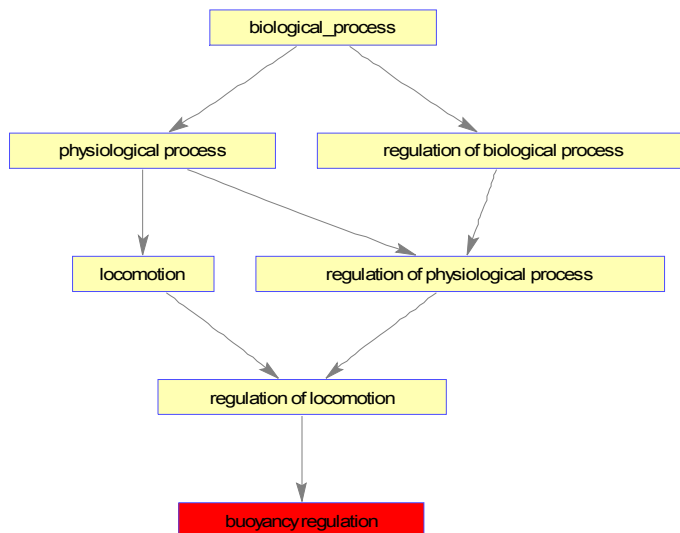 biological_process
physiological process
regulation of biological process
locomotion
regulation of physiological process
regulation of locomotion
buoyancy regulation